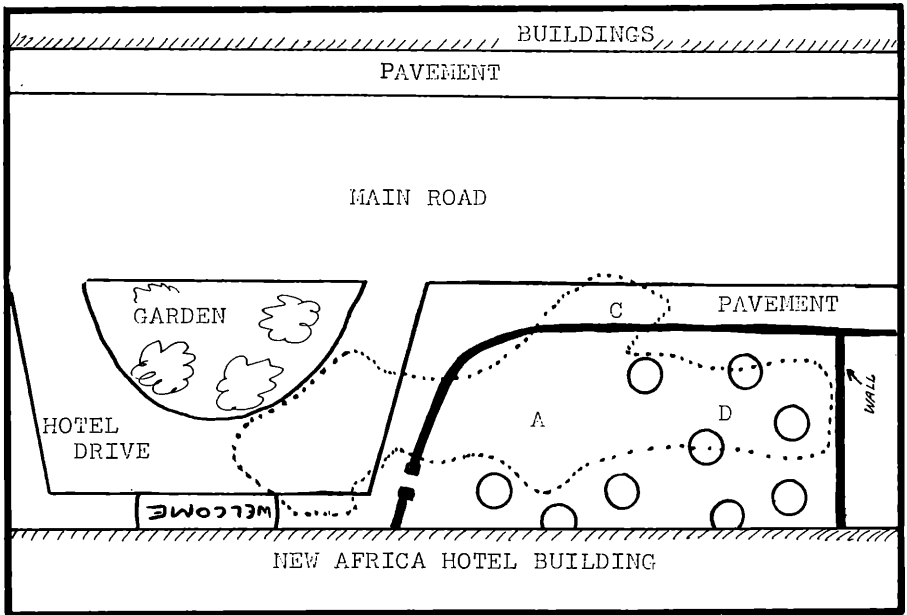 BUILDINGS
PAVEMENT
MAIN ROAD
GARDEN
C
PAVEMENT
WALL
A
D
HOTEL
DRIVE
WELCOME
NEW AFRICA HOTEL BUILDING